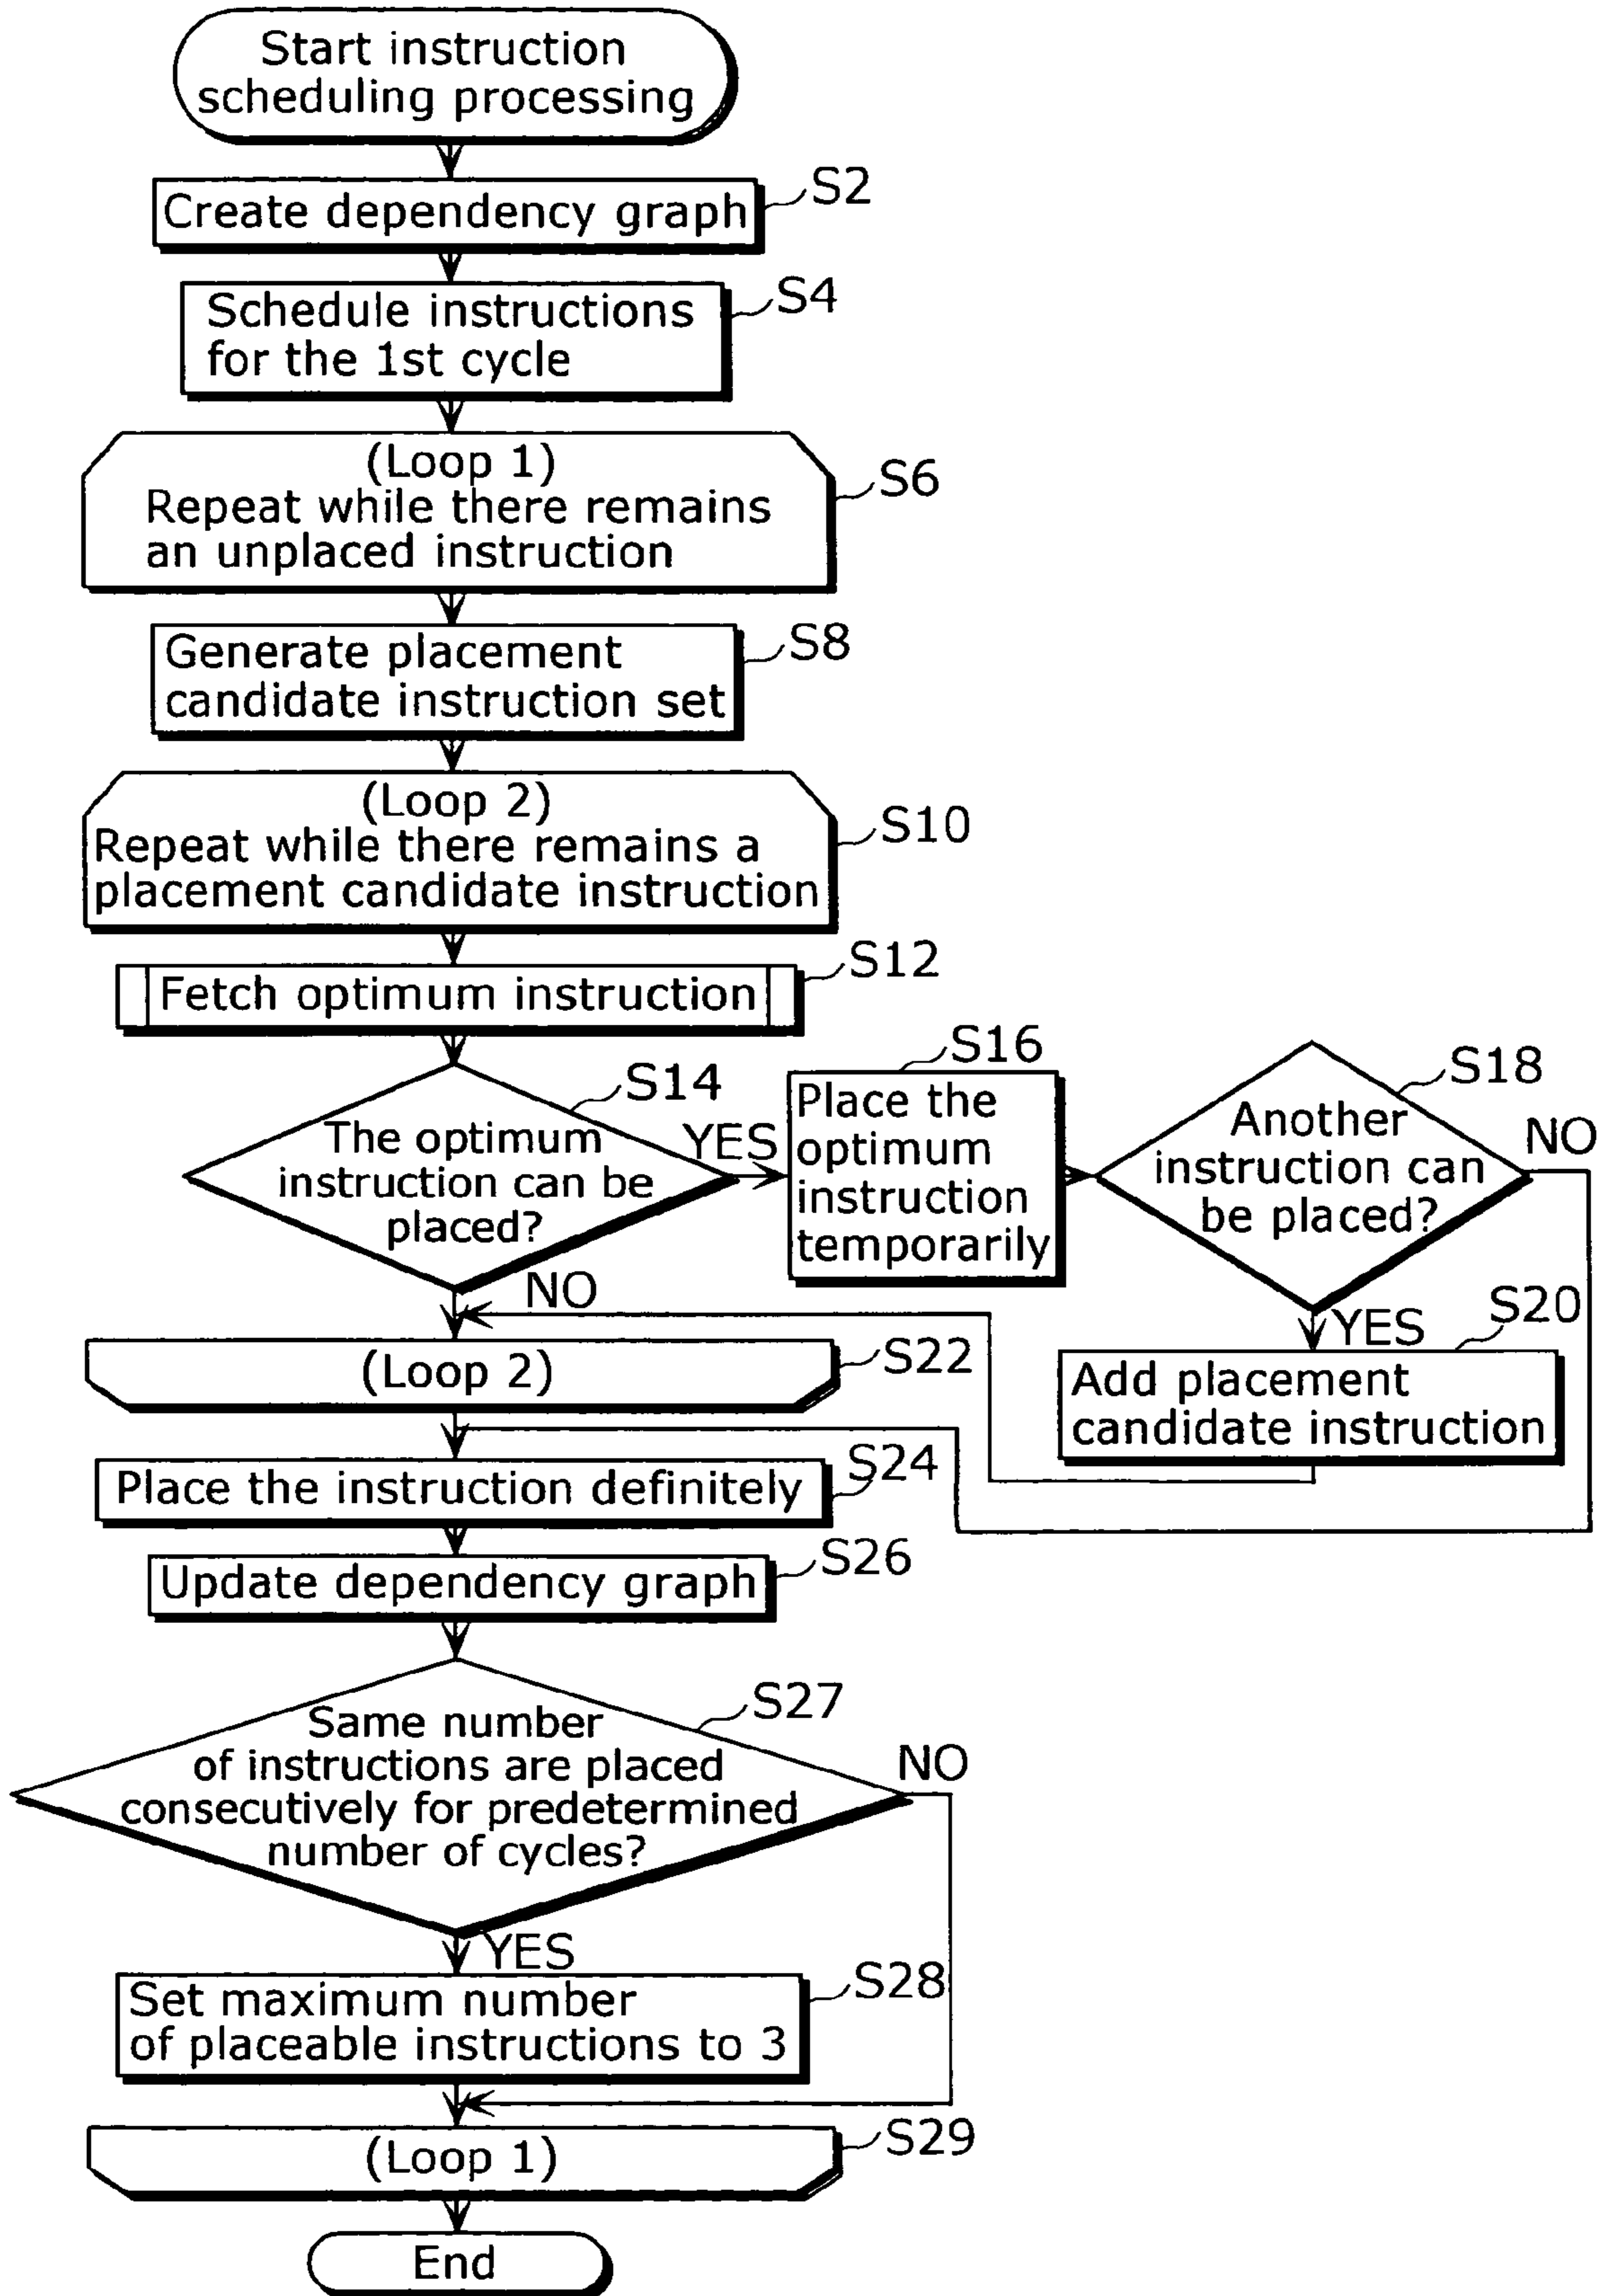 Start instruction
scheduling processing
S2
Create dependency graph
S4
Schedule instructions
for the 1st cycle
(Loop 1)
S6
Repeat while there remains
an unplaced instruction
S8
Generate placement
candidate instruction set
(Loop 2)
S10
Repeat while there remains a
placement candidate instruction
S12
Fetch optimum instruction
S14
The optimum
instruction can be
placed?
YES
NO
S16
Place the
optimum
instruction
temporarily
S18
Another
instruction can
be placed?
NO
YES
S20
Add placement
candidate instruction
S22
(Loop 2)
S24
Place the instruction definitely
S26
Update dependency graph
S27
Same number
of instructions are placed
consecutively for predetermined
number of cycles?
NO
YES
S28
Set maximum number
of placeable instructions to 3
S29
(Loop 1)
End